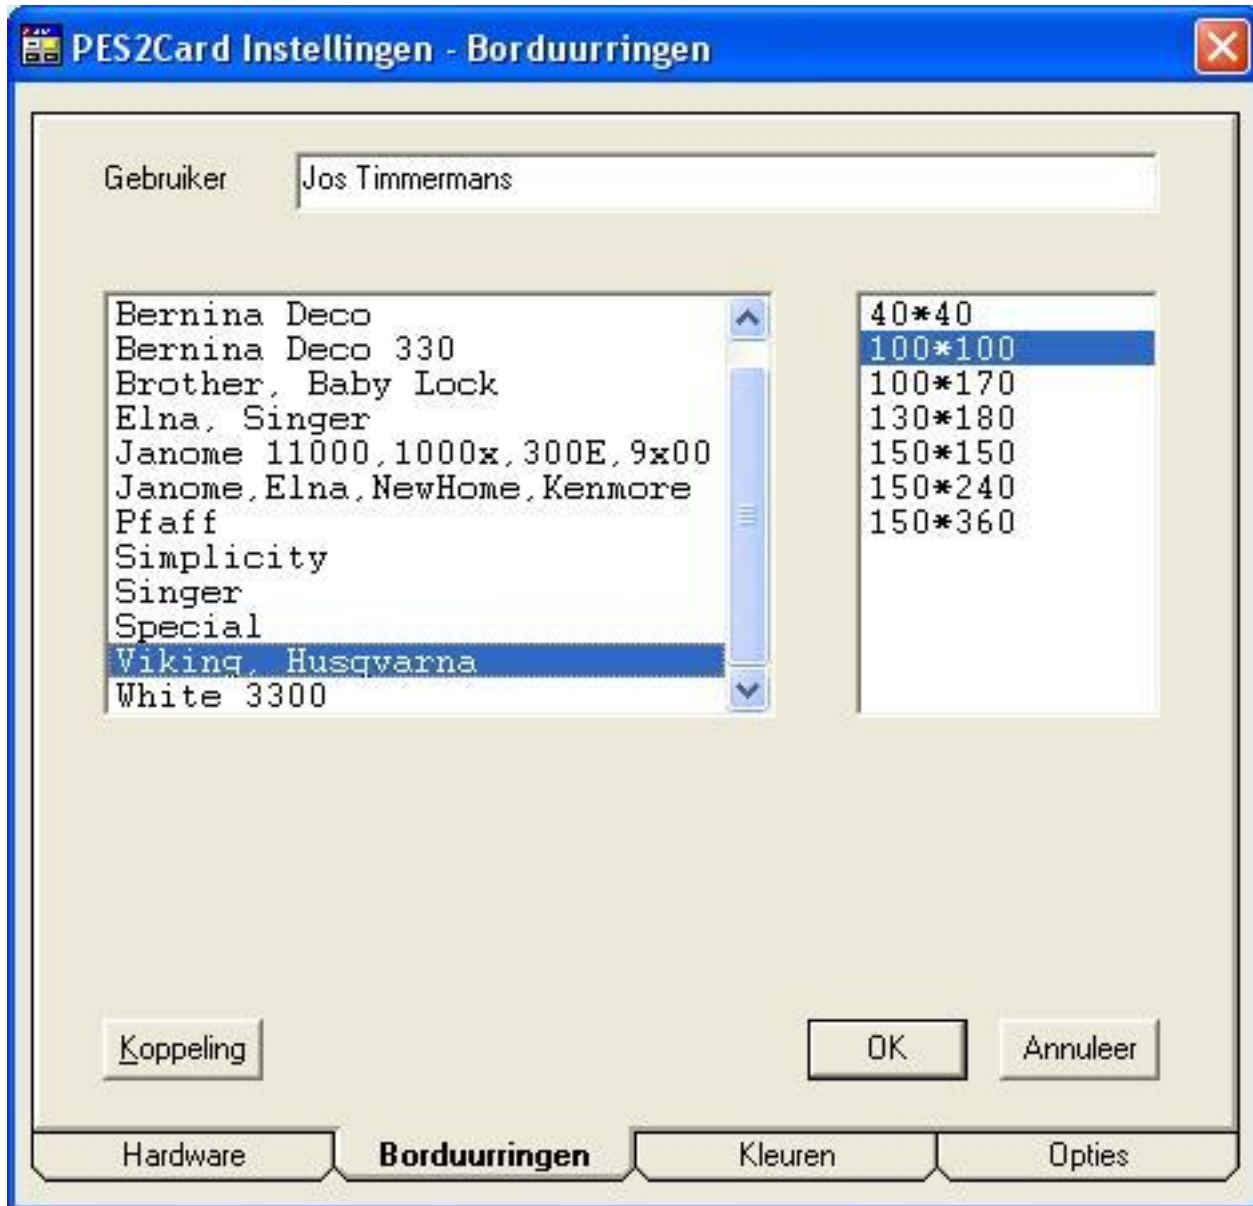 PES2Card Instellingen - Borduurringen
Gebruiker
Jos Timmermans
Bernina Deco
Bernina Deco 330
Brother, Baby Lock
Elna, Singer
Janome 11000,1000x,300E,9x00
Janome,Elna,NewHome,Kenmore
Pfaff
Simplicity
Singer
Special
Viking, Husqvarna
White 3300
40*40
100*100
100*170
130*180
150*150
150*240
150*360
Koppeling
OK
Annuleer
Hardware
Borduurringen
Kleuren
Opties